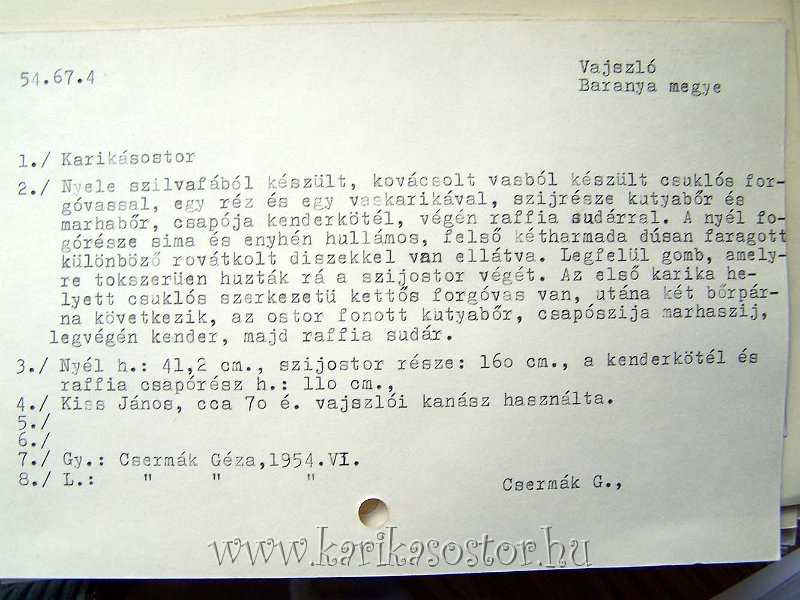 54.67.4
Vajszló
Baranya megye
1./ Karikásostor
2./ Nyele szilvafából készült, kovácsolt vasból készült csuklós for-
góvassal, egy réz és egy vaskarikával, szijrésze kutyabőr és
marhabőr, csapója kenderkötél, végén raffia sudárral. A nyél fo-
górésze sima és enyhén hullámos, felső kétharmada dúsan faragott
különböző rovátkolt diszekkel van ellátva. Legfelül gomb, amely-
re tokszerüen huzták rá a szijostor végét. Az első karika he-
lyett csuklós szerkezetü kettős forgóvas van, utána két bőrpár-
na következik, az ostor fonott kutyabőr, csapószija marhaszij,
legvégén kender, majd raffia sudár.
3./ Nyél h.: 41,2 cm., szijostor része: 16o cm., a kenderkötél és
raffia csapórész h.: 11o cm.,
4./ Kiss János, cca 7o é. vajszlói kanász használta.
5./
6./
7./ Gy.: Csermák Géza,1954.VI.
8./ L.: " " "
Csermák G.,
www.karikasostor.hu